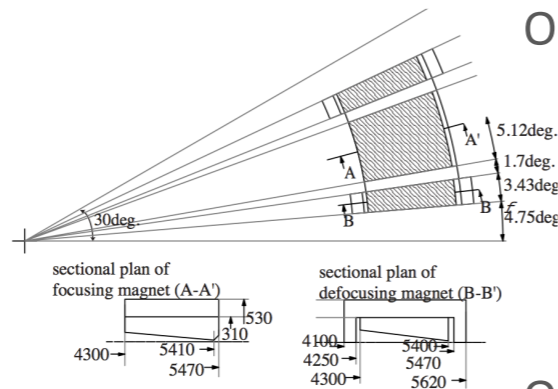 O
5.12deg.
A'
1.7deg.
A
3.43deg
B
B
4.75deg
30deg.
sectional plan of
focusing magnet (A-A')
sectional plan of
defocusing magnet (B-B')
530
310
4300
5410
5470
4100
4250
4300
5400
5470
5620